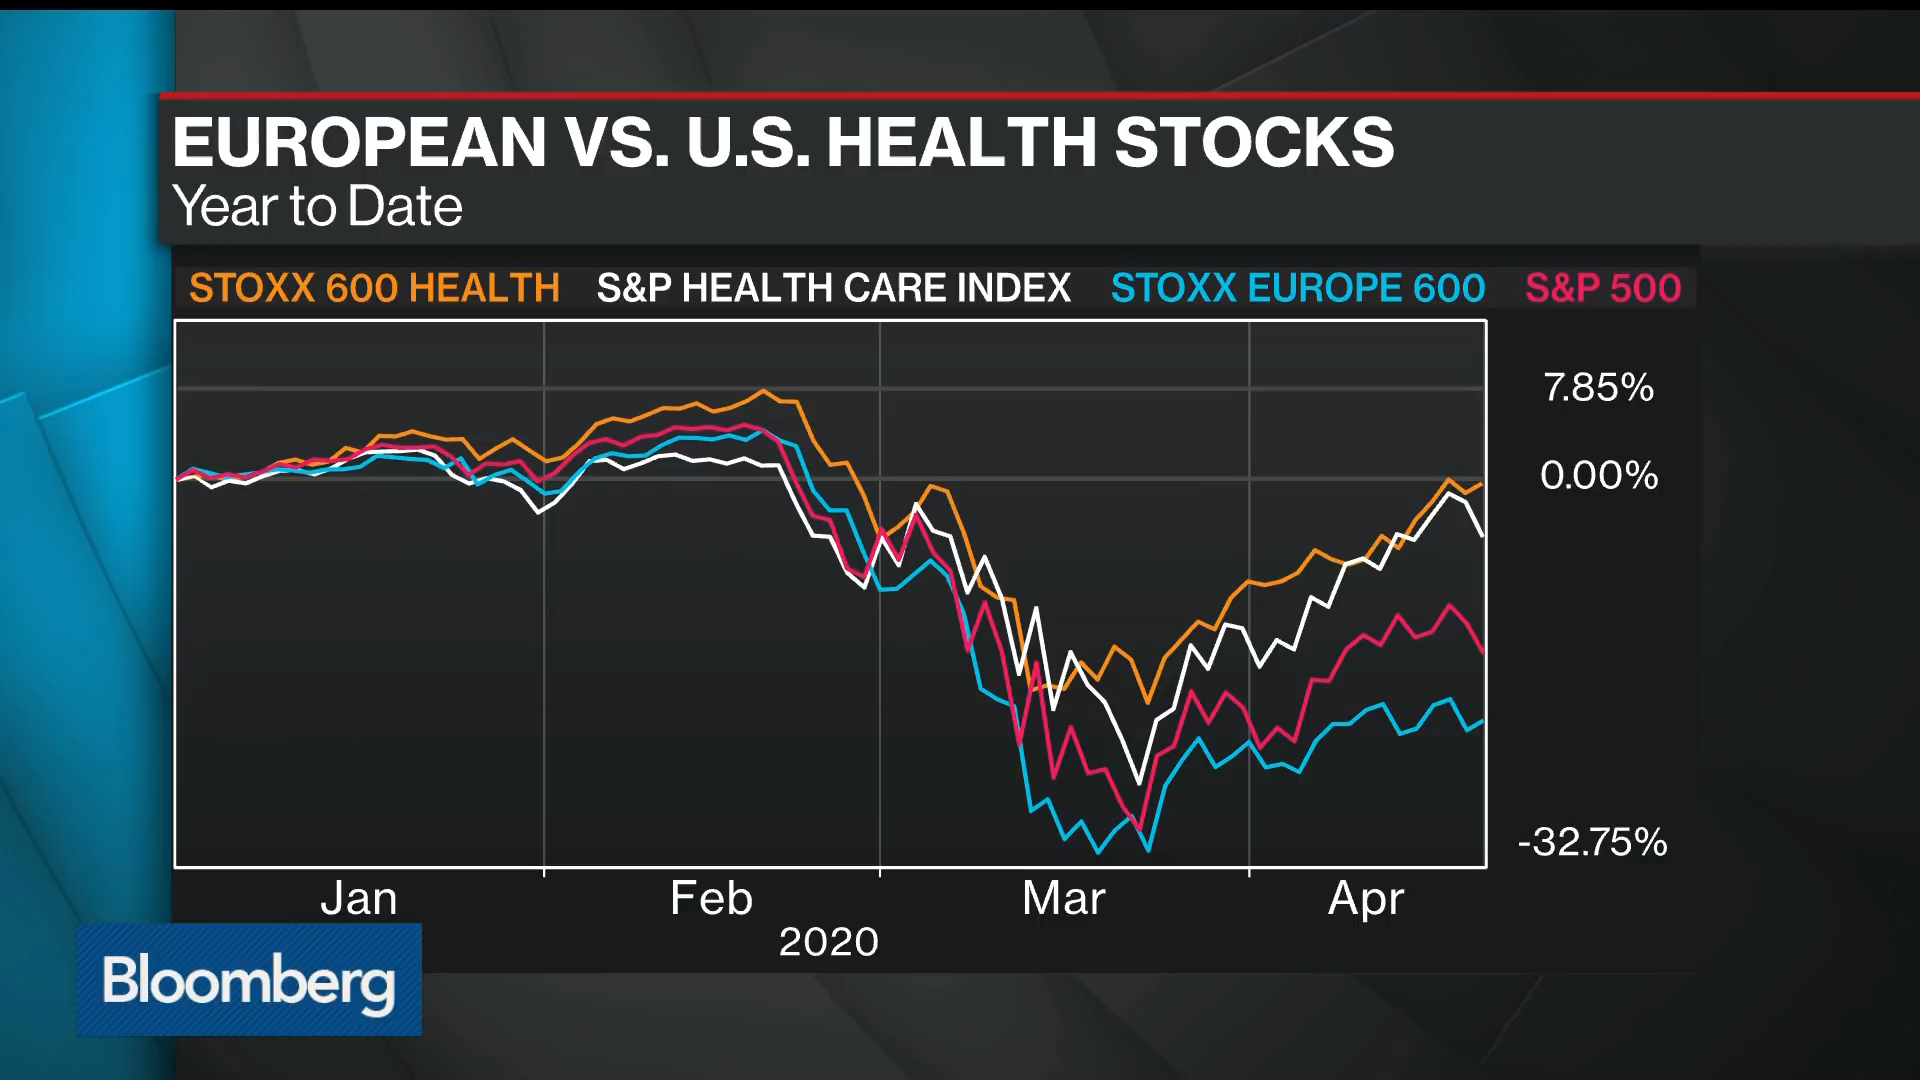 EUROPEAN VS. U.S. HEALTH STOCKS
Year to Date
STOXX 600 HEALTH S&P HEALTH CARE INDEX STOXX EUROPE 600 S&P 500
7.85%
0.00%
-32.75%
Jan Feb Mar Apr
2020
Bloomberg